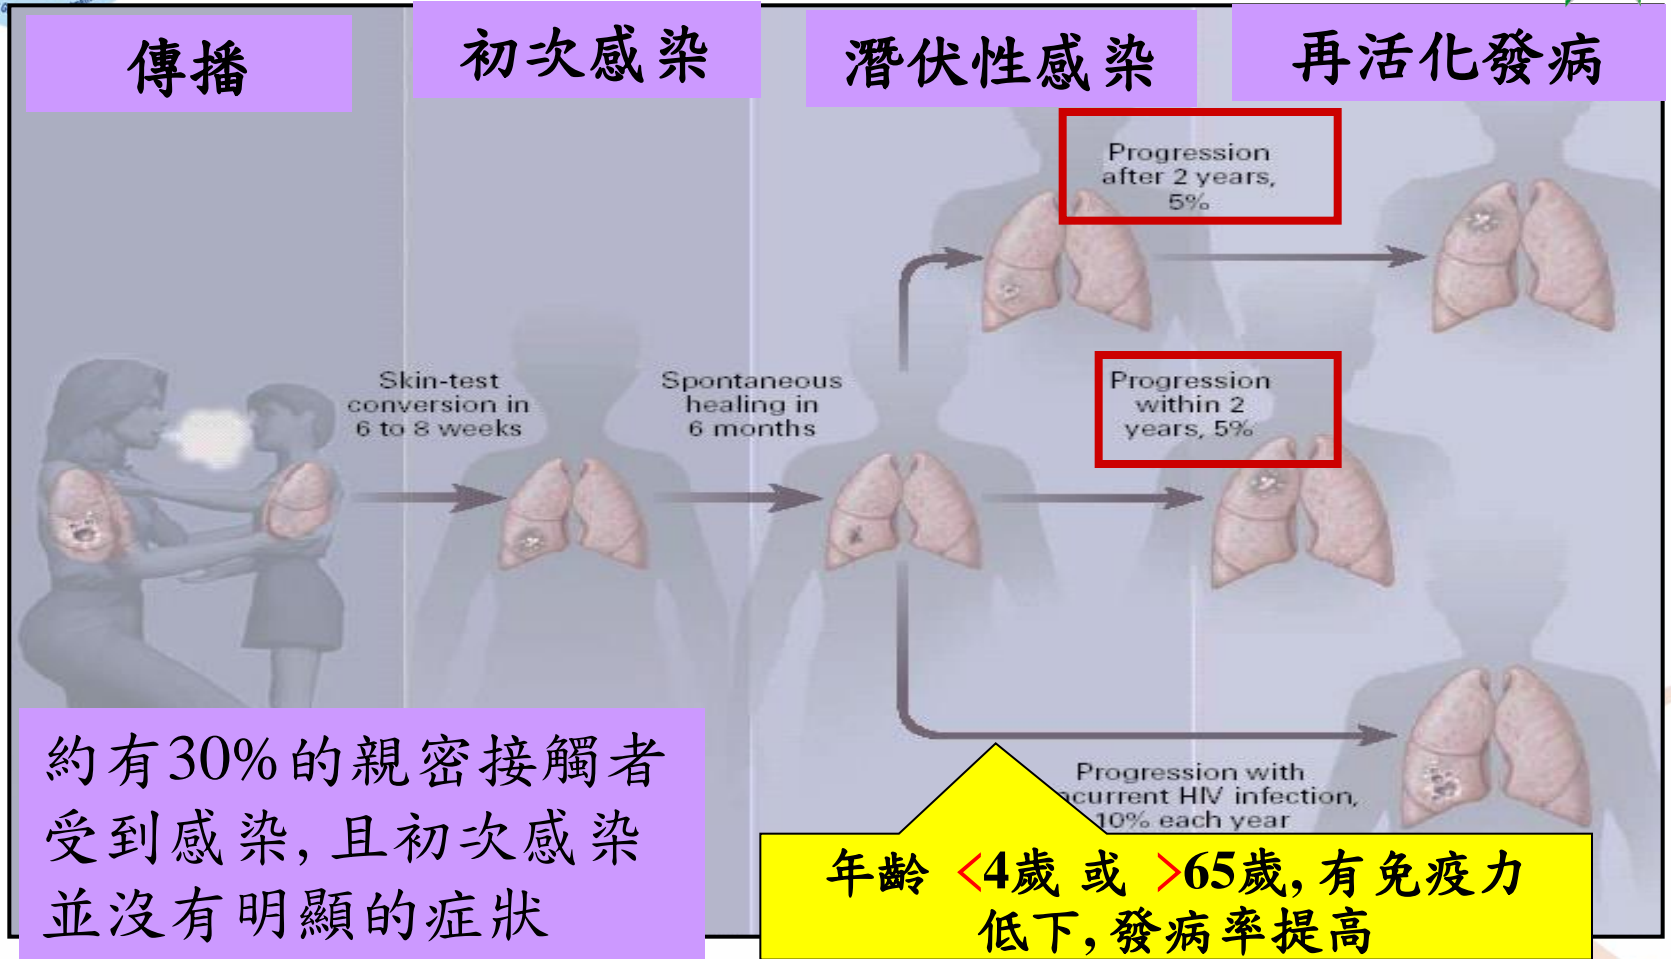 傳播
初次感染
潛伏性感染
再活化發病
Progression
after 2 years,
5%
Skin-test
conversion in
6 to 8 weeks
Spontaneous
healing in
6 months
Progression
within 2
years, 5%
Progression with
HIV infection,
10% each year
約有30%的親密接觸者
受到感染,且初次感染
並沒有明顯的症狀
年齡 <4歲 或 >65歲,有免疫力
低下,發病率提高